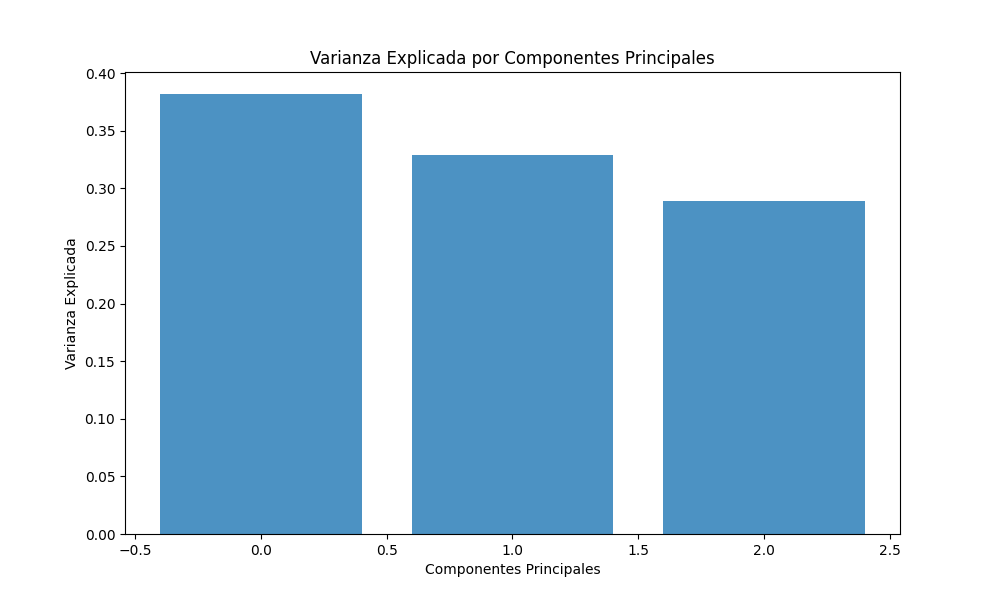 Varianza Explicada por Componentes Principales
0.40
0.35
0.30
0.25
0.20
0.15
0.10
0.05
0.00
Varianza Explicada
−0.5 0.0 0.5 1.0 1.5 2.0 2.5
Componentes Principales